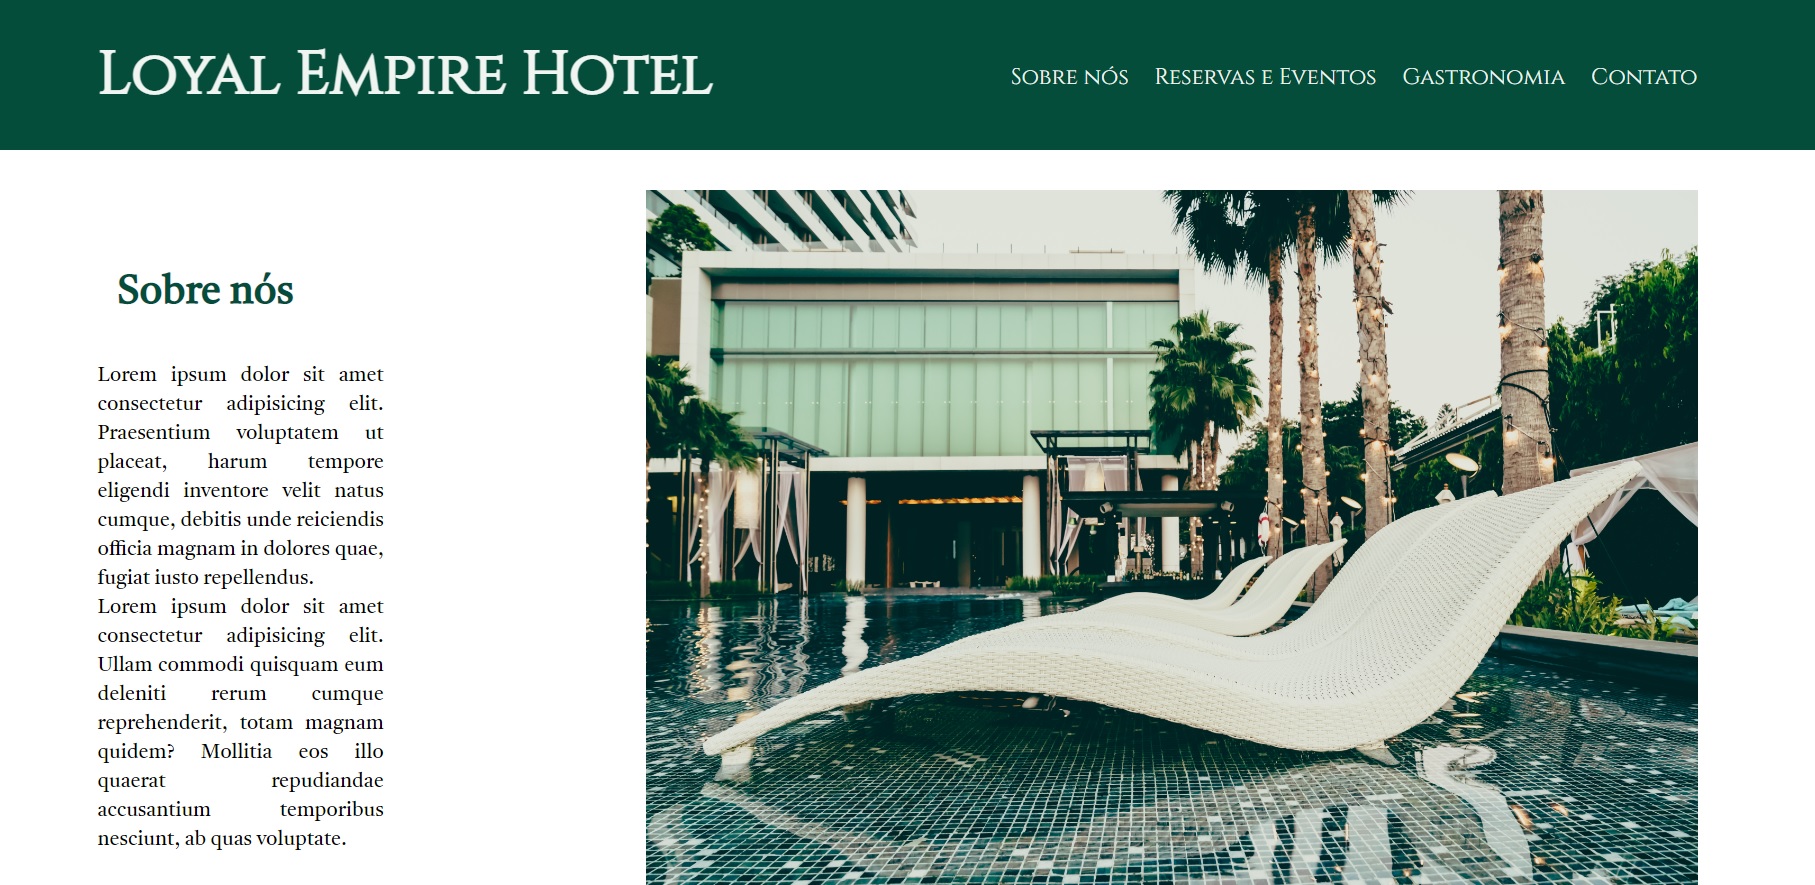 Loyal Empire Hotel
Sobre nós Reservas e Eventos Gastronomia Contato
Sobre nós
Lorem ipsum dolor sit amet
consectetur adipisicing elit.
Praesentium voluptatem ut
placeat, harum tempore
eligendi inventore velit natus
cumque, debitis unde reiciendis
officia magnam in dolores quae,
fugiat iusto repellendus.
Lorem ipsum dolor sit amet
consectetur adipisicing elit.
Ullam commodi quisquam eum
deleniti rerum cumque
reprehenderit, totam magnam
quidem? Mollitia eos illo
quaerat repudiandae
accusantium temporibus
nesciunt, ab quas voluptate.